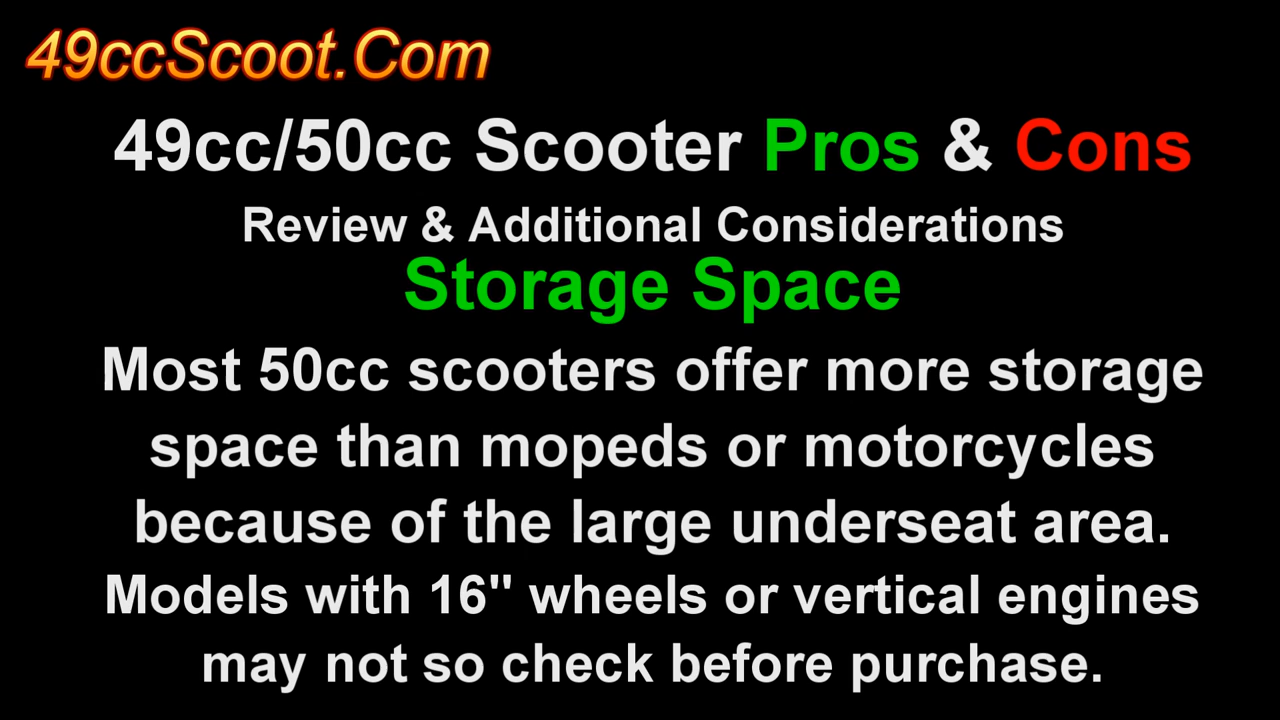 49ccScoot.Com
49cc/50cc Scooter Pros & Cons
Review & Additional Considerations
Storage Space
Most 50cc scooters offer more storage
space than mopeds or motorcycles
because of the large underseat area.
Models with 16" wheels or vertical engines
may not so check before purchase.